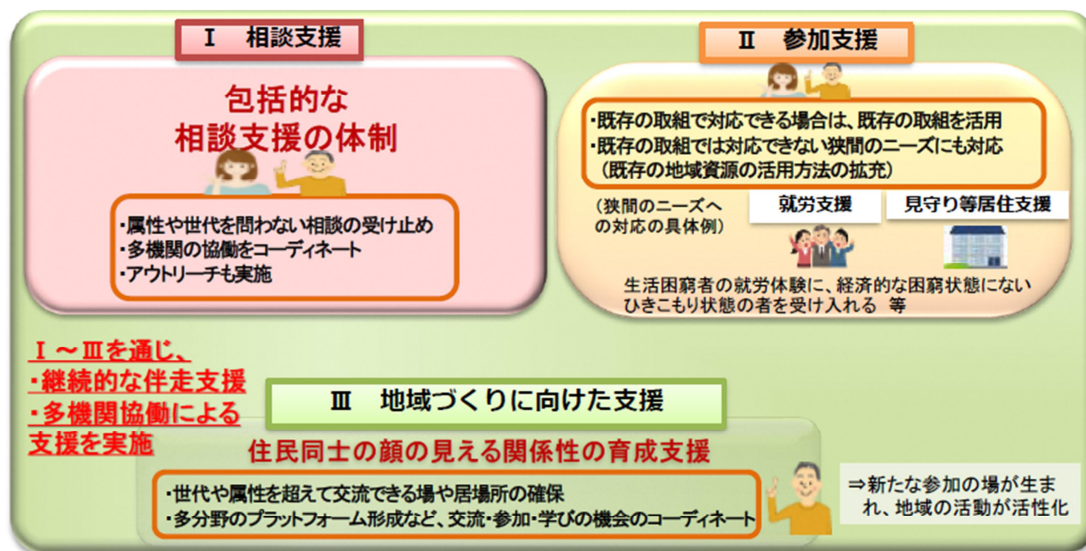 Ⅰ 相談支援
包括的な
相談支援の体制
・属性や世代を問わない相談の受け止め
・多機関の協働をコーディネート
・アウトリーチも実施
Ⅱ 参加支援
・既存の取組で対応できる場合は、既存の取組を活用
・既存の取組では対応できない狭間のニーズにも対応
（既存の地域資源の活用方法の拡充）
（狭間のニーズへ
の対応の具体例）
就労支援
見守り等居住支援
生活困窮者の就労体験に、経済的な困窮状態にない
ひきこもり状態の者を受け入れる 等
Ⅰ～Ⅲを通じ、
・継続的な伴走支援
・多機関協働による
支援を実施
Ⅲ 地域づくりに向けた支援
住民同士の顔の見える関係性の育成支援
・世代や属性を超えて交流できる場や居場所の確保
・多分野のプラットフォーム形成など、交流・参加・学びの機会のコーディネート
⇒新たな参加の場が生ま
れ、地域の活動が活性化